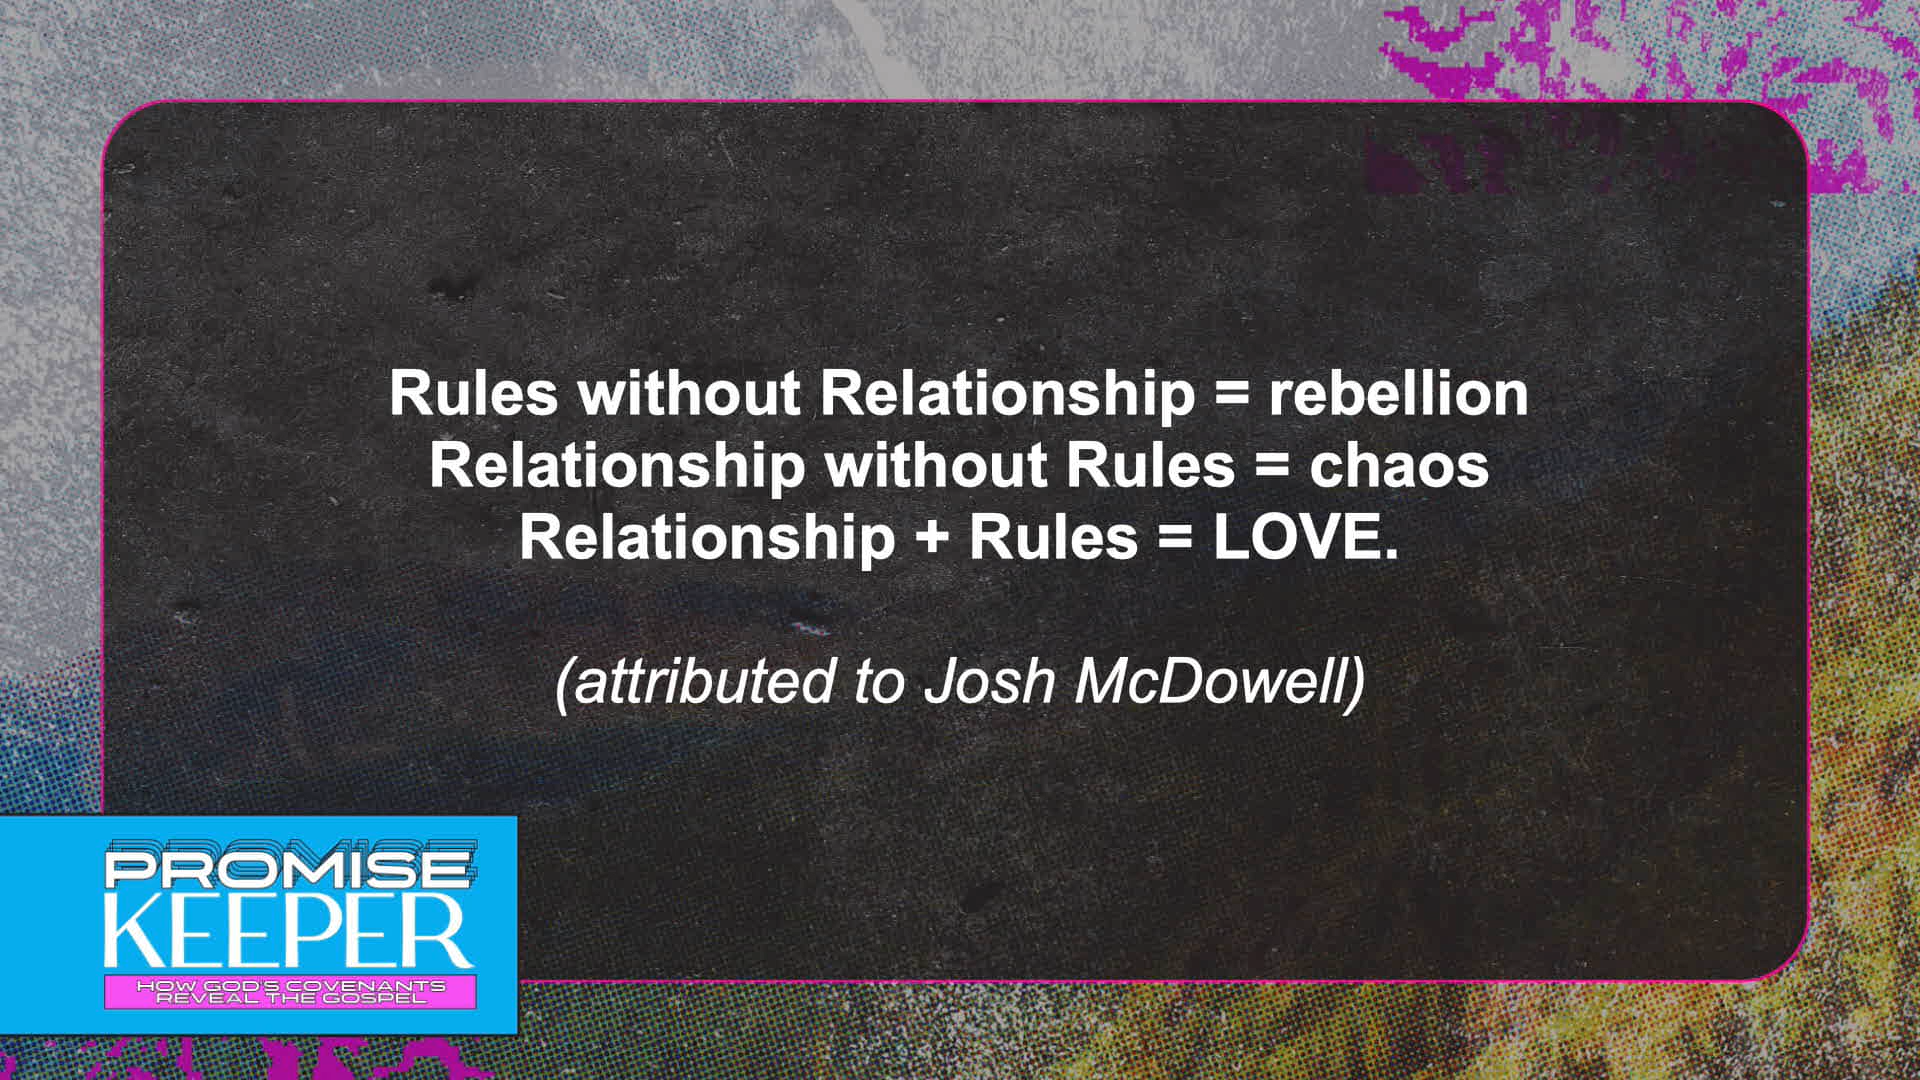 Rules without Relationship = rebellion
Relationship without Rules = chaos
Relationship + Rules = LOVE.
(attributed to Josh McDowell)
PROMISE
KEEPER
HOW GOD'S COVENANTS
REVEAL THE GOSPEL